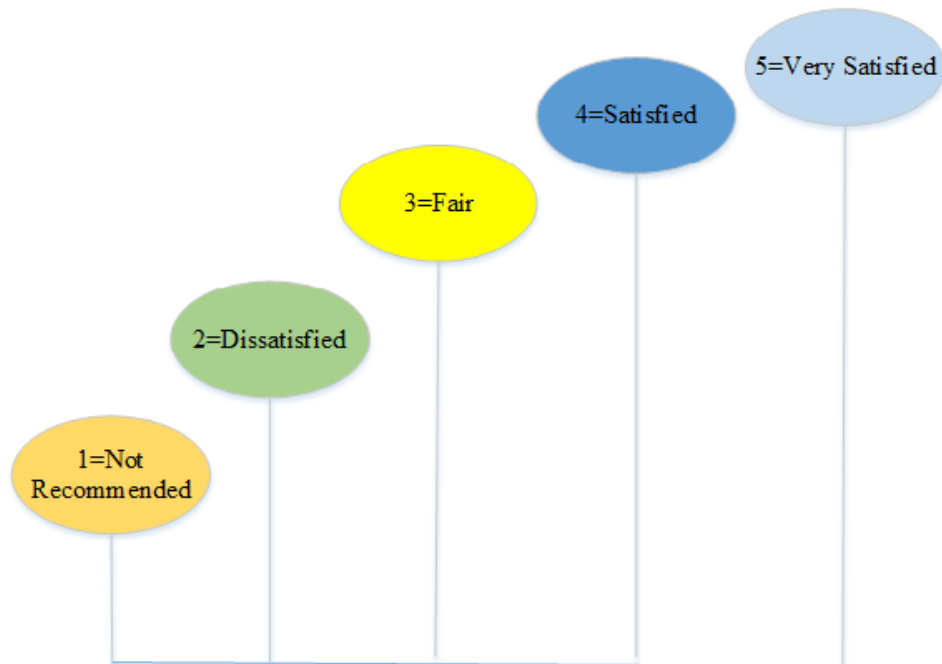 5=Very Satisfied
4=Satisfied
3=Fair
2=Dissatisfied
1=Not
Recommended